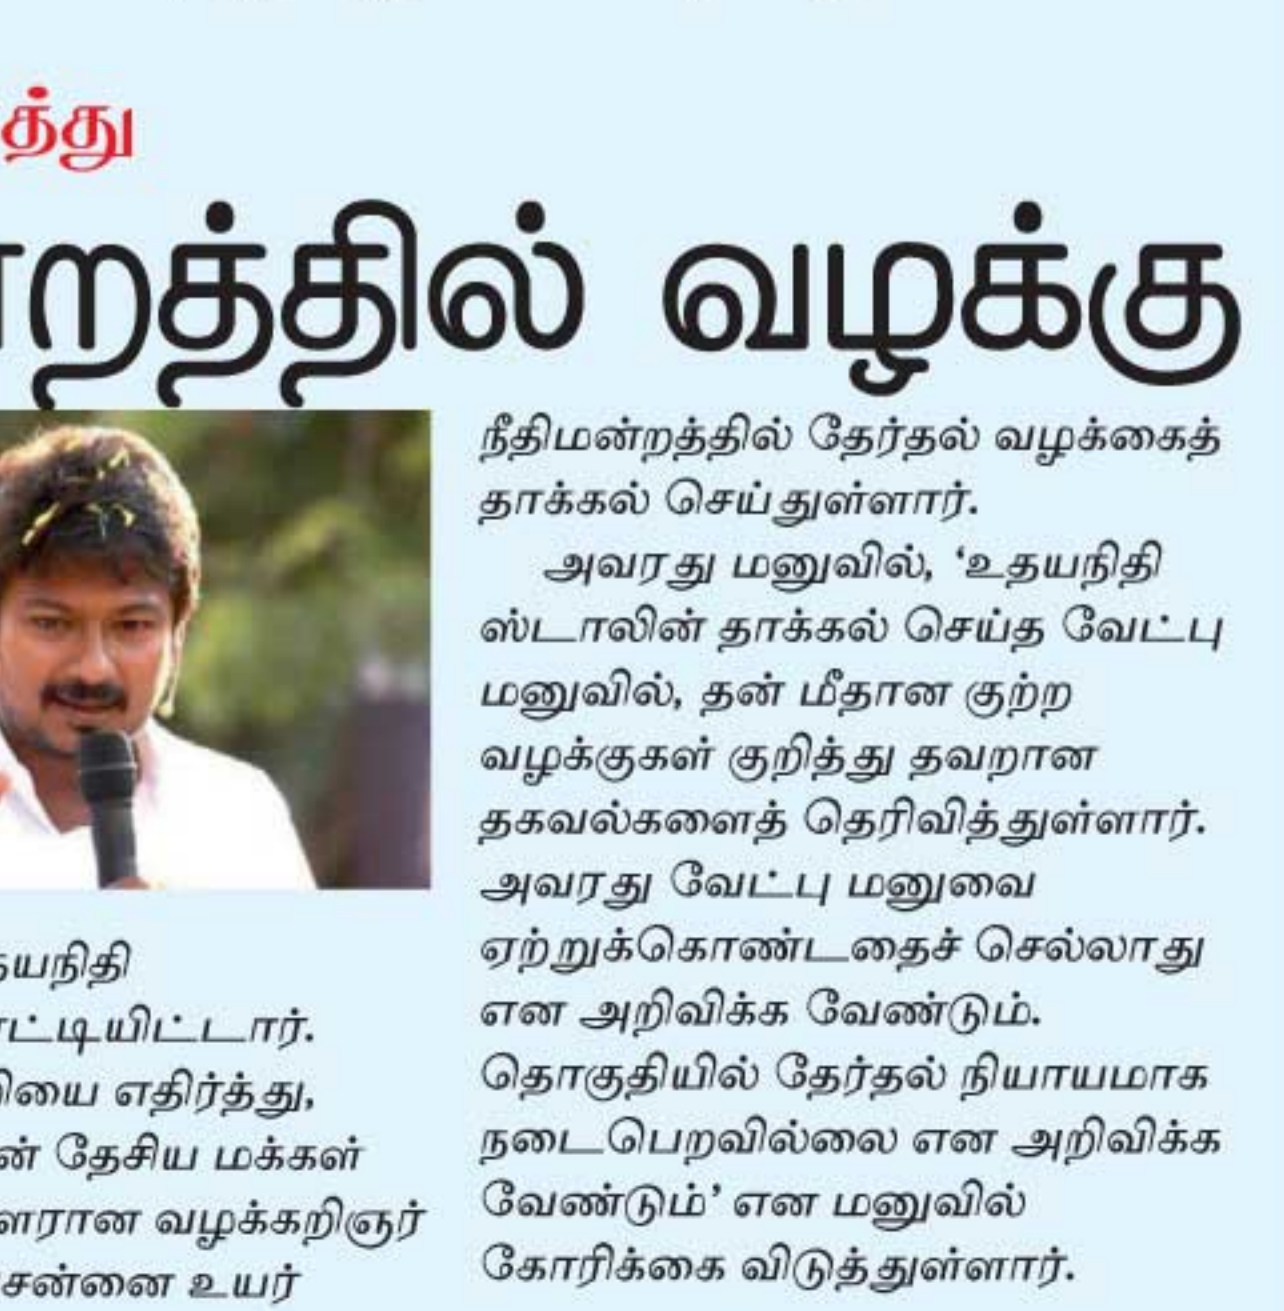 த்து
றத்தில் வழக்கு
யநிதி
ட்டியிட்டார்.
யை எதிர்த்து,
ன் தேசிய மக்கள்
ளரான வழக்கறிஞர்
சென்னை உயர்
நீதிமன்றத்தில் தேர்தல் வழக்கைத்
தாக்கல் செய்துள்ளார்.
அவரது மனுவில், ‘உதயநிதி
ஸ்டாலின் தாக்கல் செய்த வேட்பு
மனுவில், தன் மீதான குற்ற
வழக்குகள் குறித்து தவறான
தகவல்களைத் தெரிவித்துள்ளார்.
அவரது வேட்பு மனுவை
ஏற்றுக்கொண்டதைச் செல்லாது
என அறிவிக்க வேண்டும்.
தொகுதியில் தேர்தல் நியாயமாக
நடைபெறவில்லை என அறிவிக்க
வேண்டும்’ என மனுவில்
கோரிக்கை விடுத்துள்ளார்.